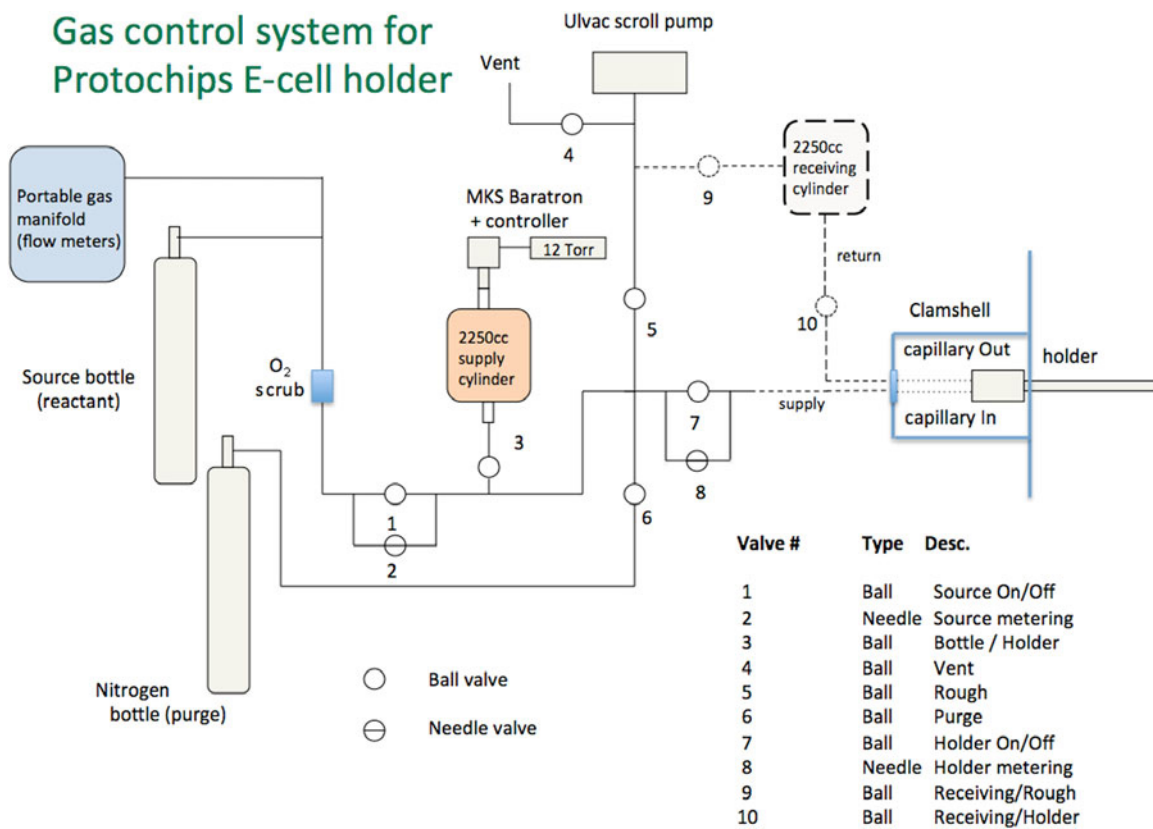 Gas control system for
Protochips E-cell holder
Ulvac scroll pump
Vent
4
9
2250cc
receiving
cylinder
Portable gas
manifold
(flow meters)
MKS Baratron
+ controller
12 Torr
return
5
10
Clamshell
capillary Out
holder
2250cc
supply
cylinder
O2
scrub
Source bottle
(reactant)
supply
capillary In
7
3
8
6
1
2
Valve # Type Desc.
1 Ball Source On/Off
2 Needle Source metering
3 Ball Bottle / Holder
4 Ball Vent
5 Ball Rough
6 Ball Purge
7 Ball Holder On/Off
8 Needle Holder metering
9 Ball Receiving/Rough
10 Ball Receiving/Holder
Nitrogen
bottle (purge)
Ball valve
Needle valve